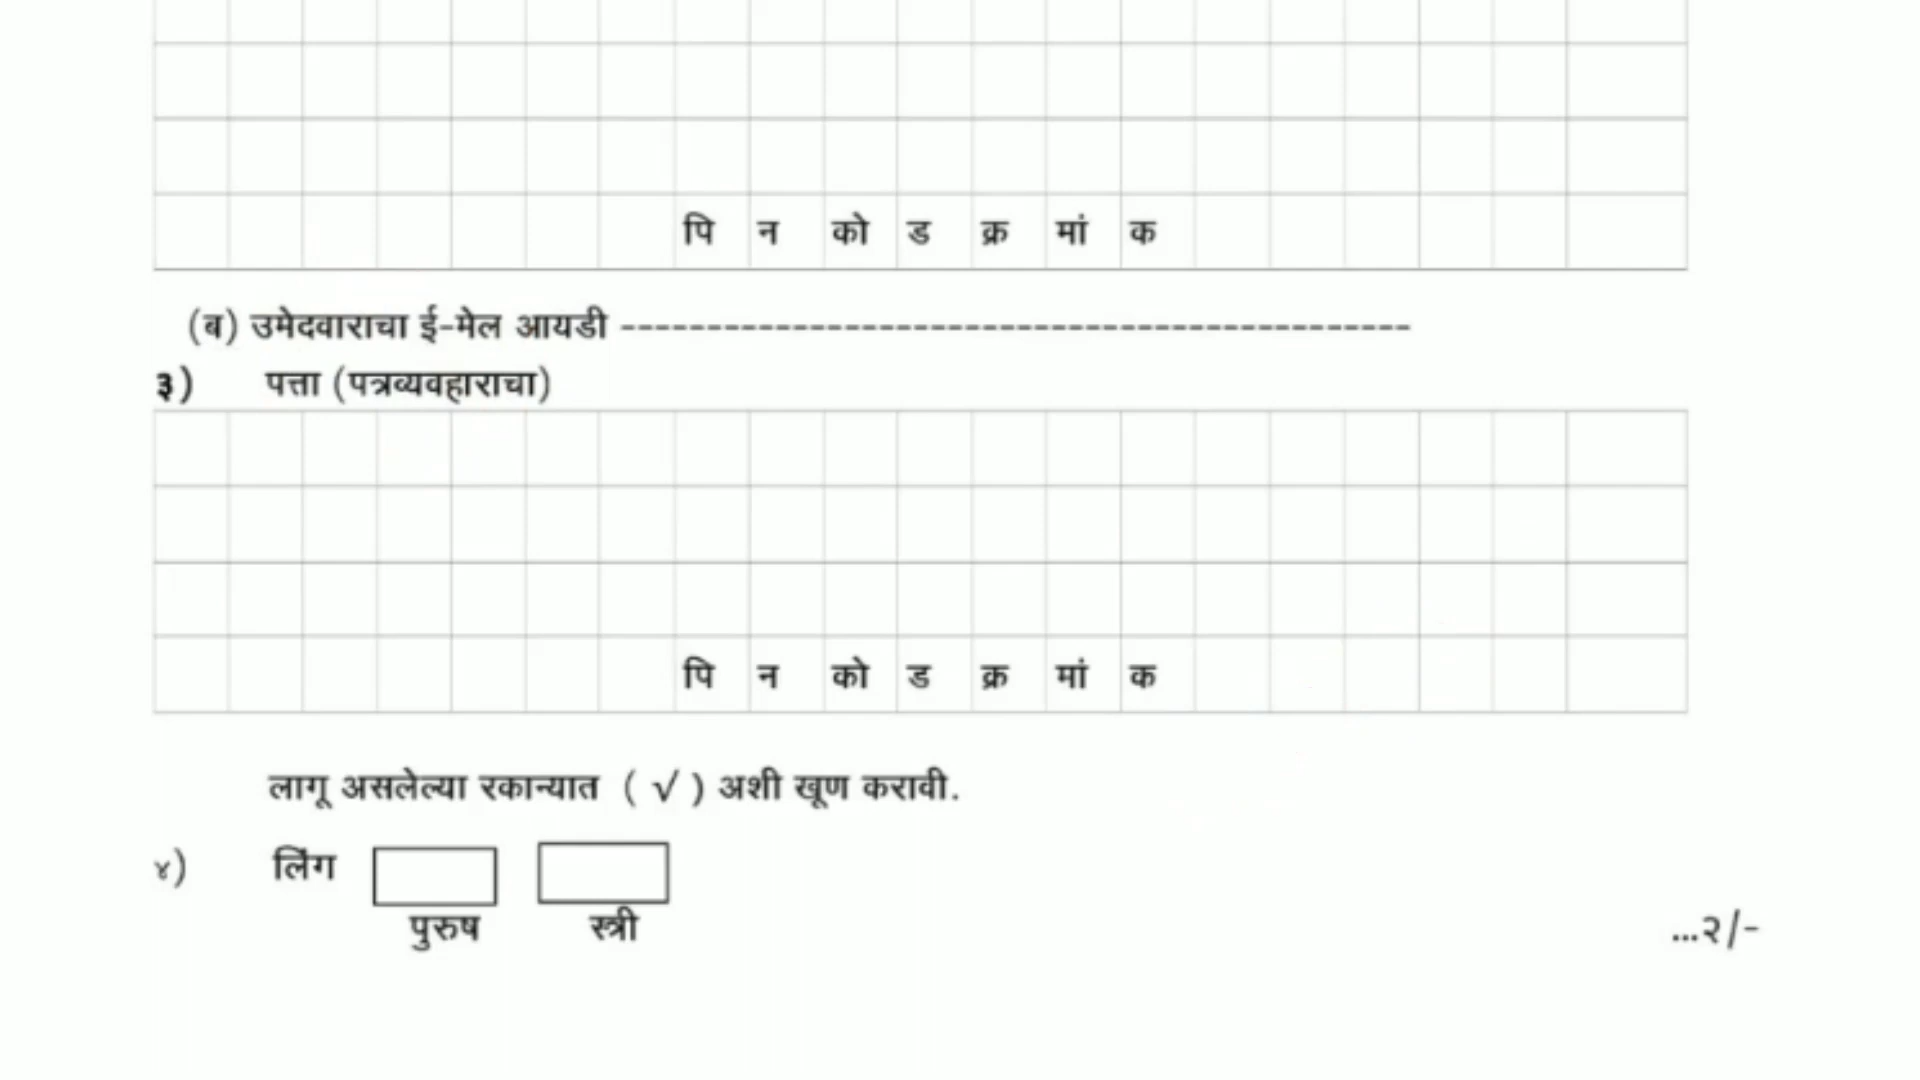 पि न को ड क्र मां क
(ब) उमेदवाराचा ई-मेल आयडी -----------------------------------------------
३) पत्ता (पत्रव्यवहाराचा)
पि न को ड क्र मां क
लागू असलेल्या रकान्यात ( √ ) अशी खूण करावी.
४) लिंग
पुरुष स्त्री
...२/-